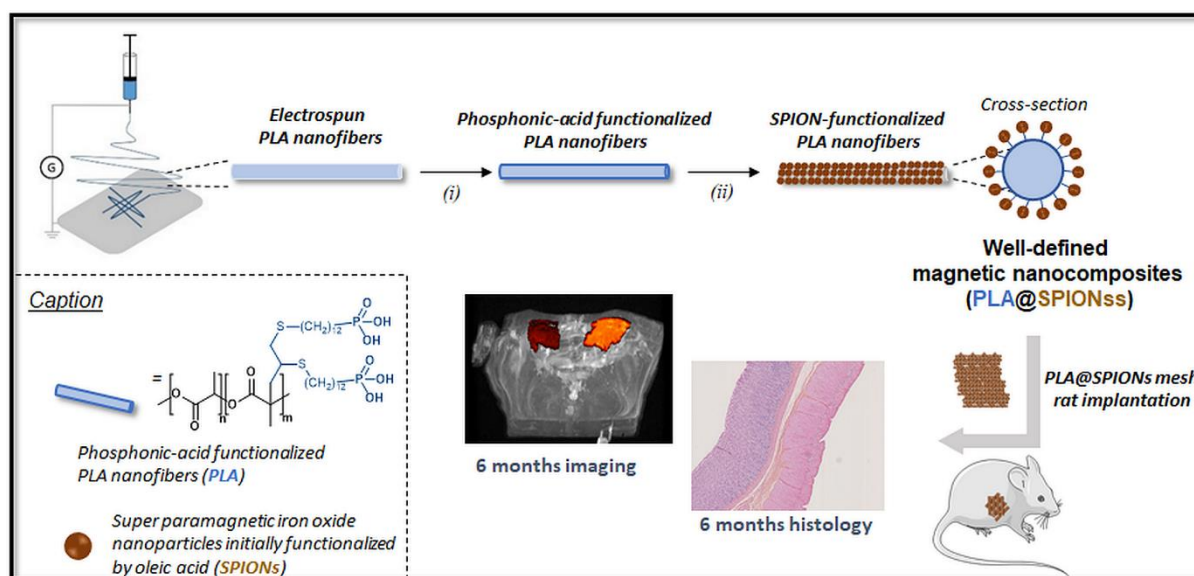 Electrospun
PLA nanofibers
Phosphonic-acid functionalized
PLA nanofibers
SPION-functionalized
PLA nanofibers
Cross-section
G
(i)
(ii)
Well-defined
magnetic nanocomposites
(PLA@SPIONss)
Caption
S-(CH2)12-P
O
OH
OH
S
(CH2)12-P
O
OH
OH
=
O
O
n
O
O
m
Phosphonic-acid functionalized
PLA nanofibers (PLA)
Super paramagnetic iron oxide
nanoparticles initially functionalized
by oleic acid (SPIONs)
6 months imaging
6 months histology
PLA@SPIONs mesh
rat implantation